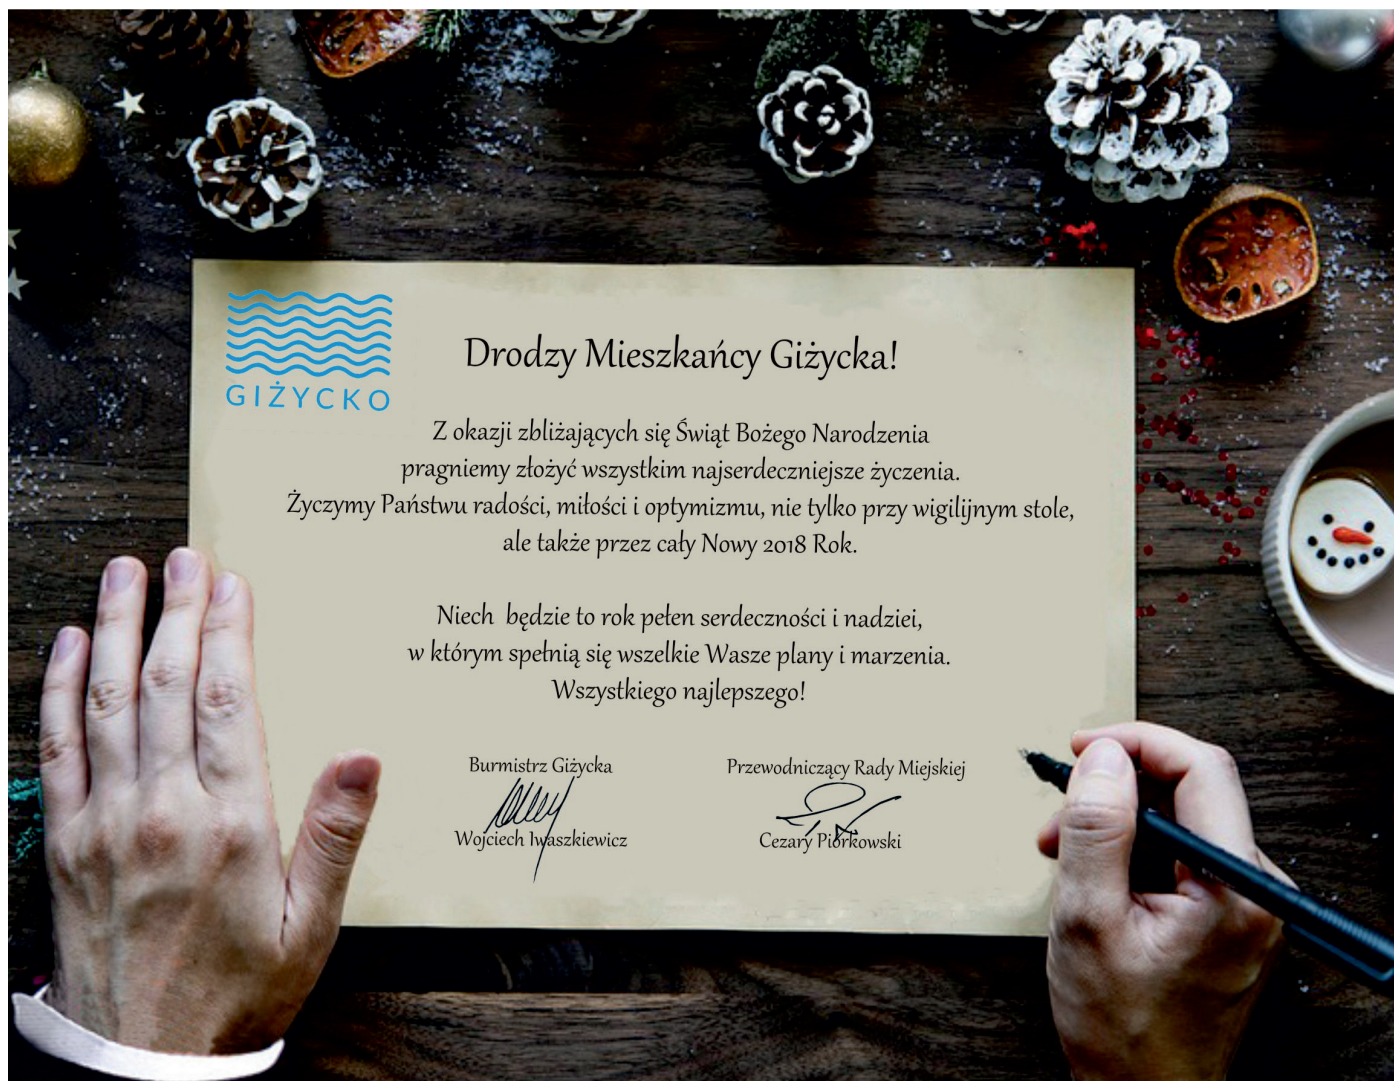 GIŻYCKO
Drodzy Mieszkańcy Giżycka!
Z okazji zbliżających się Świąt Bożego Narodzenia
pragniemy złożyć wszystkim najserdeczniejsze życzenia.
Życzymy Państwu radości, miłości i optymizmu, nie tylko przy wigilijnym stole,
ale także przez cały Nowy 2018 Rok.
Niech będzie to rok pełen serdeczności i nadziei,
w którym spełnią się wszelkie Wasze plany i marzenia.
Wszystkiego najlepszego!
Burmistrz Giżycka Przewodniczący Rady Miejskiej
Wojciech Iwaszkiewicz Cezary Piórkowski